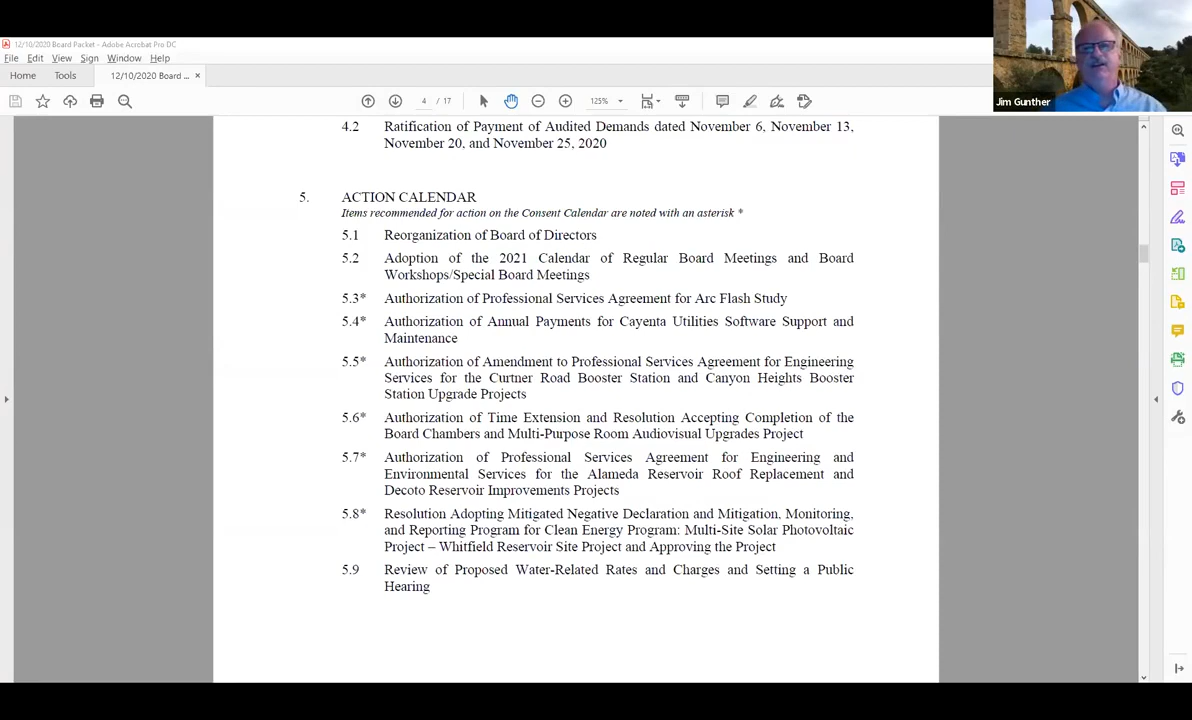 12/10/2020 Board Packet - Adobe Acrobat Pro DC
File Edit View Sign Window Help
Home Tools 12/10/2020 Board ... ×
4 / 17 125%
Jim Gunther
4.2 Ratification of Payment of Audited Demands dated November 6, November 13,
November 20, and November 25, 2020
5. ACTION CALENDAR
Items recommended for action on the Consent Calendar are noted with an asterisk *
5.1 Reorganization of Board of Directors
5.2 Adoption of the 2021 Calendar of Regular Board Meetings and Board
Workshops/Special Board Meetings
5.3* Authorization of Professional Services Agreement for Arc Flash Study
5.4* Authorization of Annual Payments for Cayenta Utilities Software Support and
Maintenance
5.5* Authorization of Amendment to Professional Services Agreement for Engineering
Services for the Curtner Road Booster Station and Canyon Heights Booster
Station Upgrade Projects
5.6* Authorization of Time Extension and Resolution Accepting Completion of the
Board Chambers and Multi-Purpose Room Audiovisual Upgrades Project
5.7* Authorization of Professional Services Agreement for Engineering and
Environmental Services for the Alameda Reservoir Roof Replacement and
Decoto Reservoir Improvements Projects
5.8* Resolution Adopting Mitigated Negative Declaration and Mitigation, Monitoring,
and Reporting Program for Clean Energy Program: Multi-Site Solar Photovoltaic
Project – Whitfield Reservoir Site Project and Approving the Project
5.9 Review of Proposed Water-Related Rates and Charges and Setting a Public
Hearing